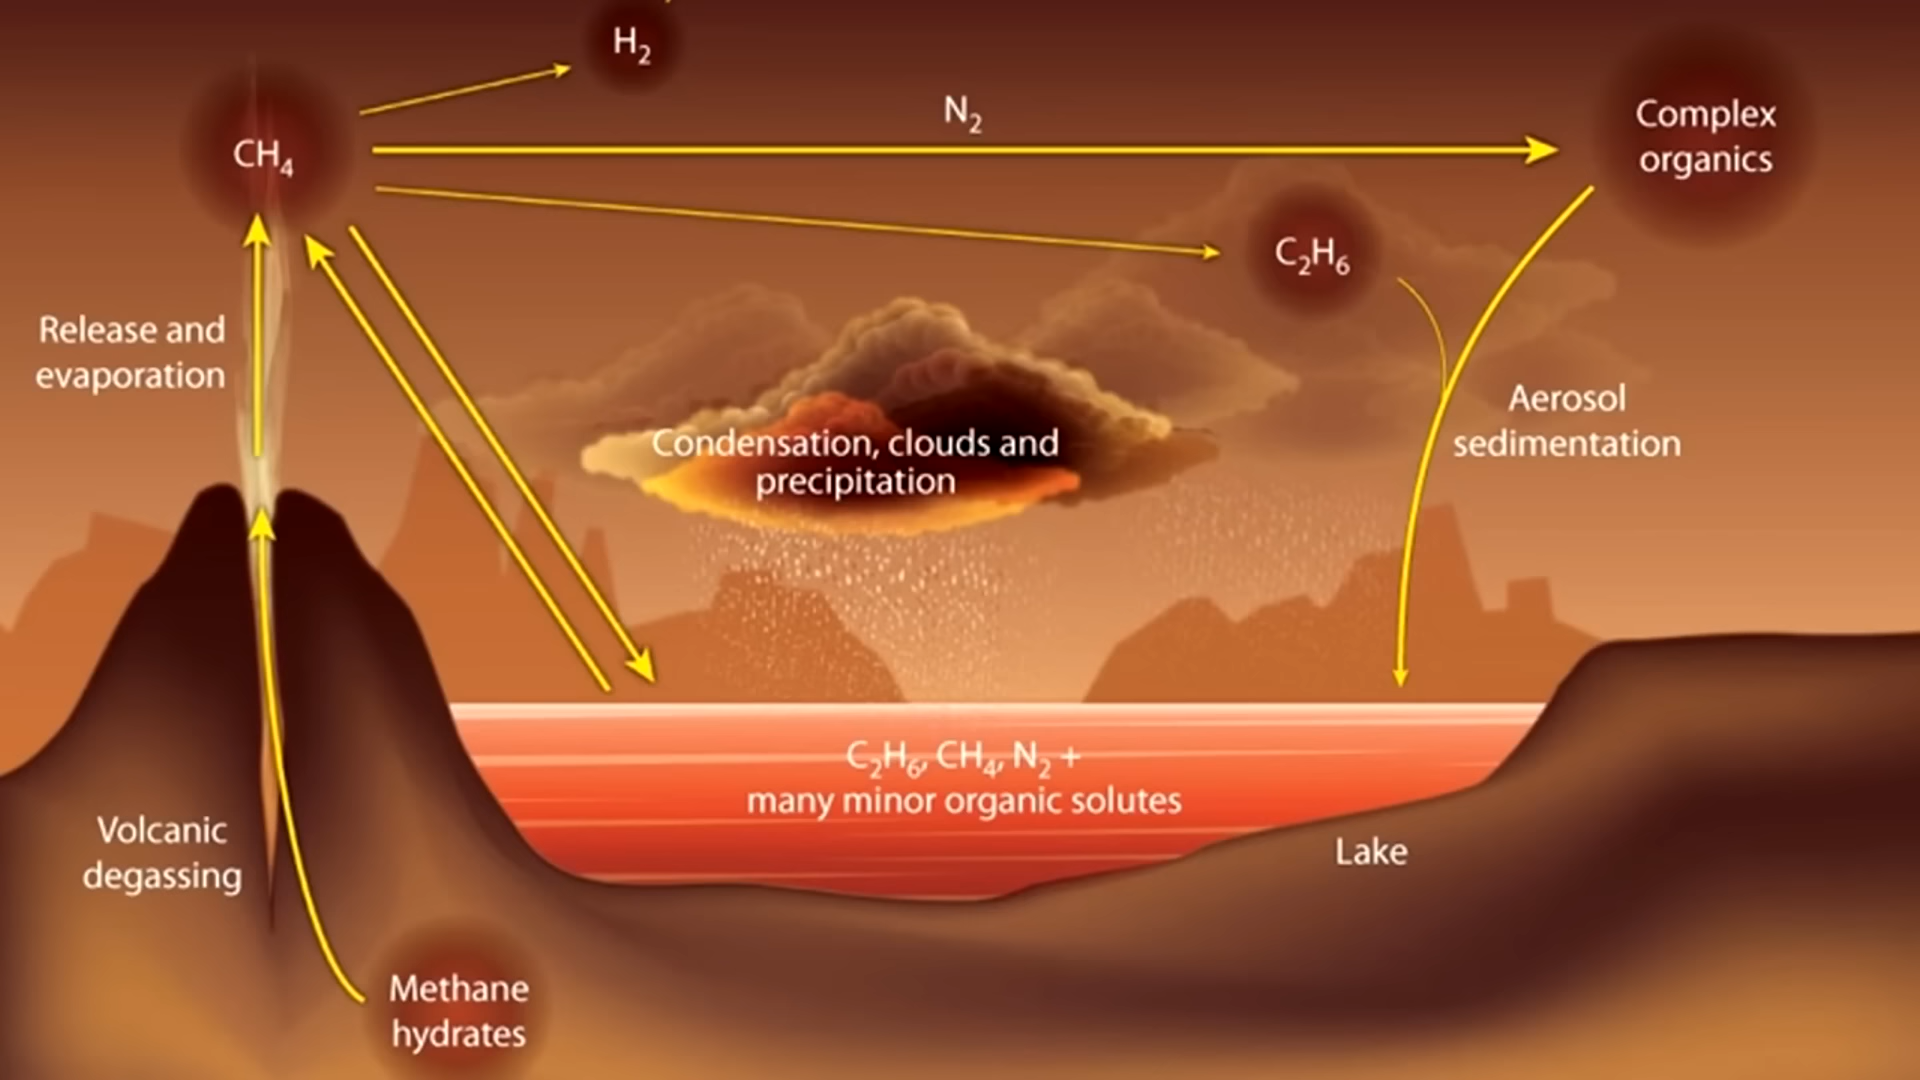 H₂
N₂
Complex
organics
CH₄
C₂H₆
Release and
evaporation
Aerosol
sedimentation
Condensation, clouds and
precipitation
C₂H₆, CH₄, N₂ +
many minor organic solutes
Volcanic
degassing
Lake
Methane
hydrates